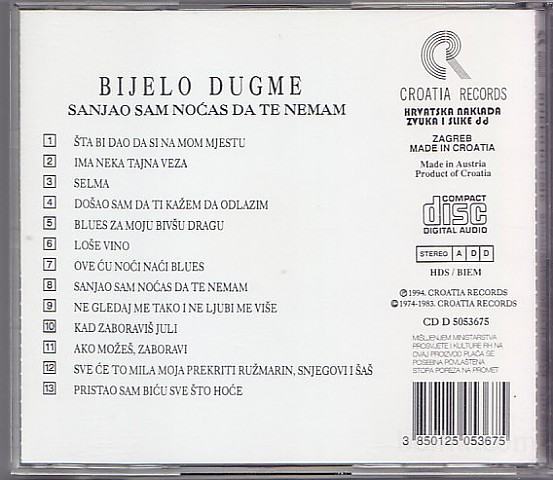 BIJELO DUGME
SANJAO SAM NOĆAS DA TE NEMAM
1 ŠTA BI DAO DA SI NA MOM MJESTU
2 IMA NEKA TAJNA VEZA
3 SELMA
4 DOŠAO SAM DA TI KAŽEM DA ODLAZIM
5 BLUES ZA MOJU BIVŠU DRAGU
6 LOŠE VINO
7 OVE ĆU NOĆI NAĆI BLUES
8 SANJAO SAM NOĆAS DA TE NEMAM
9 NE GLEDAJ ME TAKO I NE LJUBI ME VIŠE
10 KAD ZABORAVIŠ JULI
11 AKO MOŽEŠ, ZABORAVI
12 SVE ĆE TO MILA MOJA PREKRITI RUŽMARIN, SNJEGOVI I ŠAŠ
13 PRISTAO SAM BIĆU SVE ŠTO HOĆE
CROATIA RECORDS
HRVATSKA NAKLADA
ZVUKA I SLIKE dd
ZAGREB
MADE IN CROATIA
Made in Austria
Product of Croatia
COMPACT
disc
DIGITAL AUDIO
STEREO A D D
HDS / BIEM
℗1994. CROATIA RECORDS
©1974-1983. CROATIA RECORDS
CD D 5053675
MIŠLJENJEM MINISTARSTVA
PROSVJETE I KULTURE RH NA
OVAJ PROIZVOD PLAĆA SE
POSEBNA POVLAŠTENA
STOPA POREZA NA PROMET
3 850125 053675